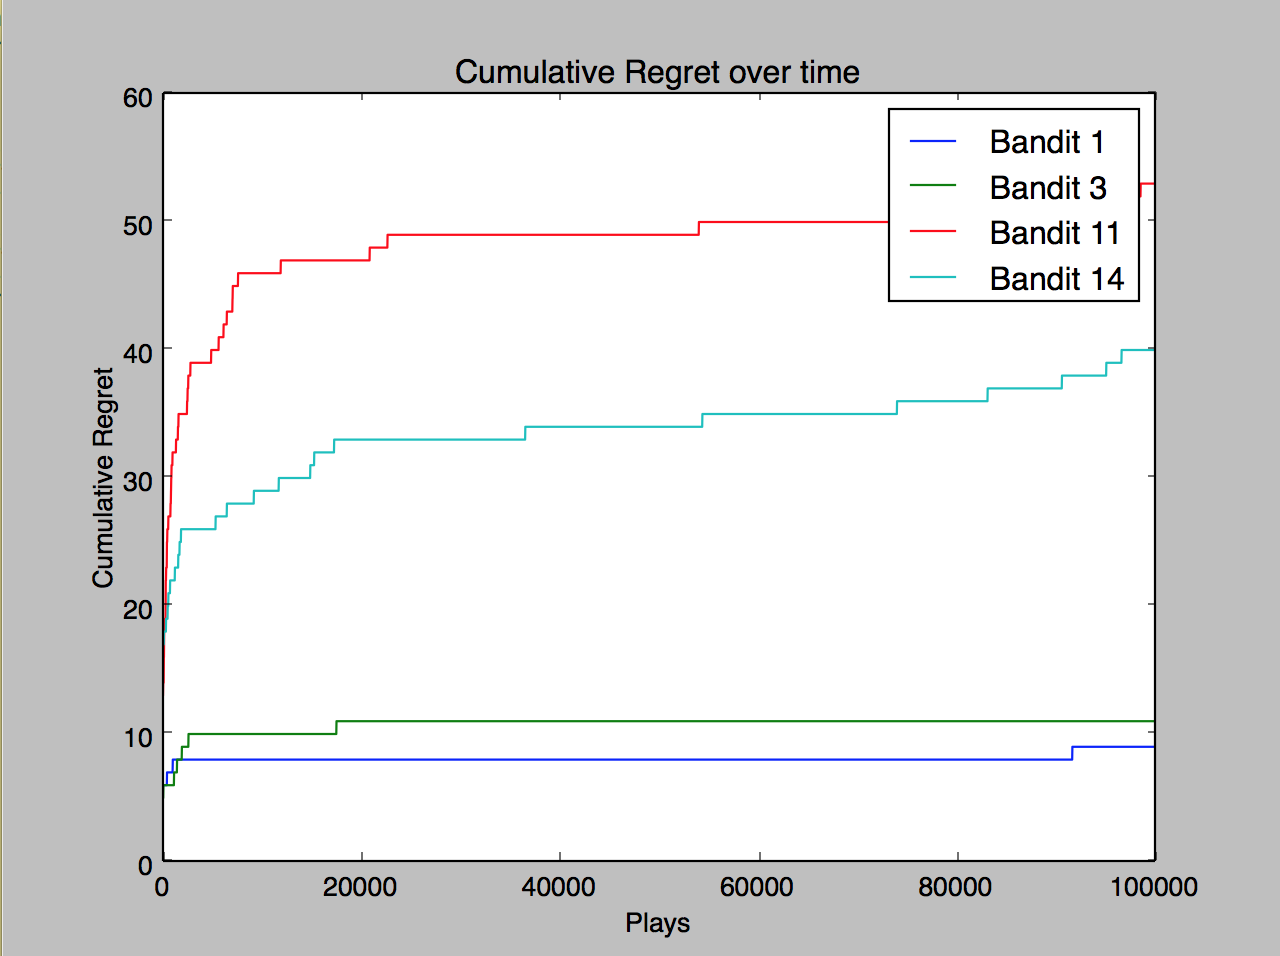 Cumulative Regret over time
60
50
40
30
20
10
0
Cumulative Regret
Bandit 1
Bandit 3
Bandit 11
Bandit 14
0 20000 40000 60000 80000 100000
Plays